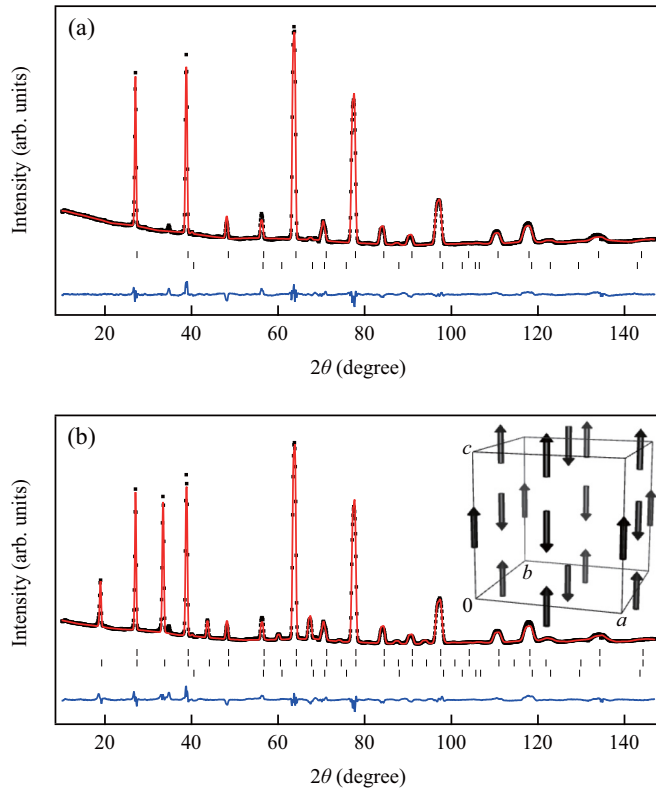 (a)
Intensity (arb. units)
20 40 60 80 100 120 140
2θ (degree)
(b)
c
b
0
a
Intensity (arb. units)
20 40 60 80 100 120 140
2θ (degree)